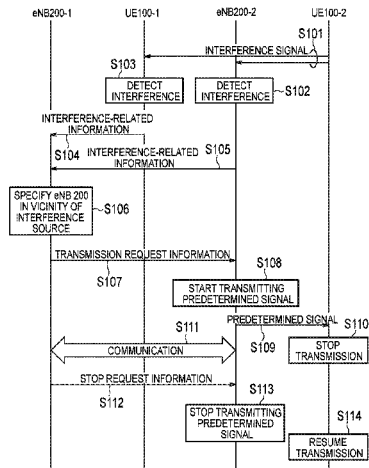 eNB200-1 UE100-1 eNB200-2 UE100-2
S101
INTERFERENCE SIGNAL
S103
DETECT
INTERFERENCE
DETECT
INTERFERENCE
S102
INTERFERENCE-RELATED
INFORMATION
S104
INTERFERENCE-RELATED
INFORMATION
S105
SPECIFY eNB 200
IN VICINITY OF
INTERFERENCE
SOURCE
S106
TRANSMISSION REQUEST INFORMATION
S107
S108
START TRANSMITTING
PREDETERMINED SIGNAL
PREDETERMINED SIGNAL
S109
S110
STOP
TRANSMISSION
S111
COMMUNICATION
STOP REQUEST INFORMATION
S112
S113
STOP TRANSMITTING
PREDETERMINED
SIGNAL
S114
RESUME
TRANSMISSION